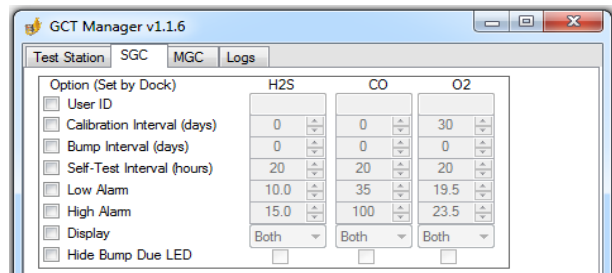 GCT Manager v1.1.6
Test Station SGC MGC Logs
Option (Set by Dock) H2S CO O2
User ID
Calibration Interval (days) 0 0 30
Bump Interval (days) 0 0 0
Self-Test Interval (hours) 20 20 20
Low Alarm 10.0 35 19.5
High Alarm 15.0 100 23.5
Display Both Both Both
Hide Bump Due LED